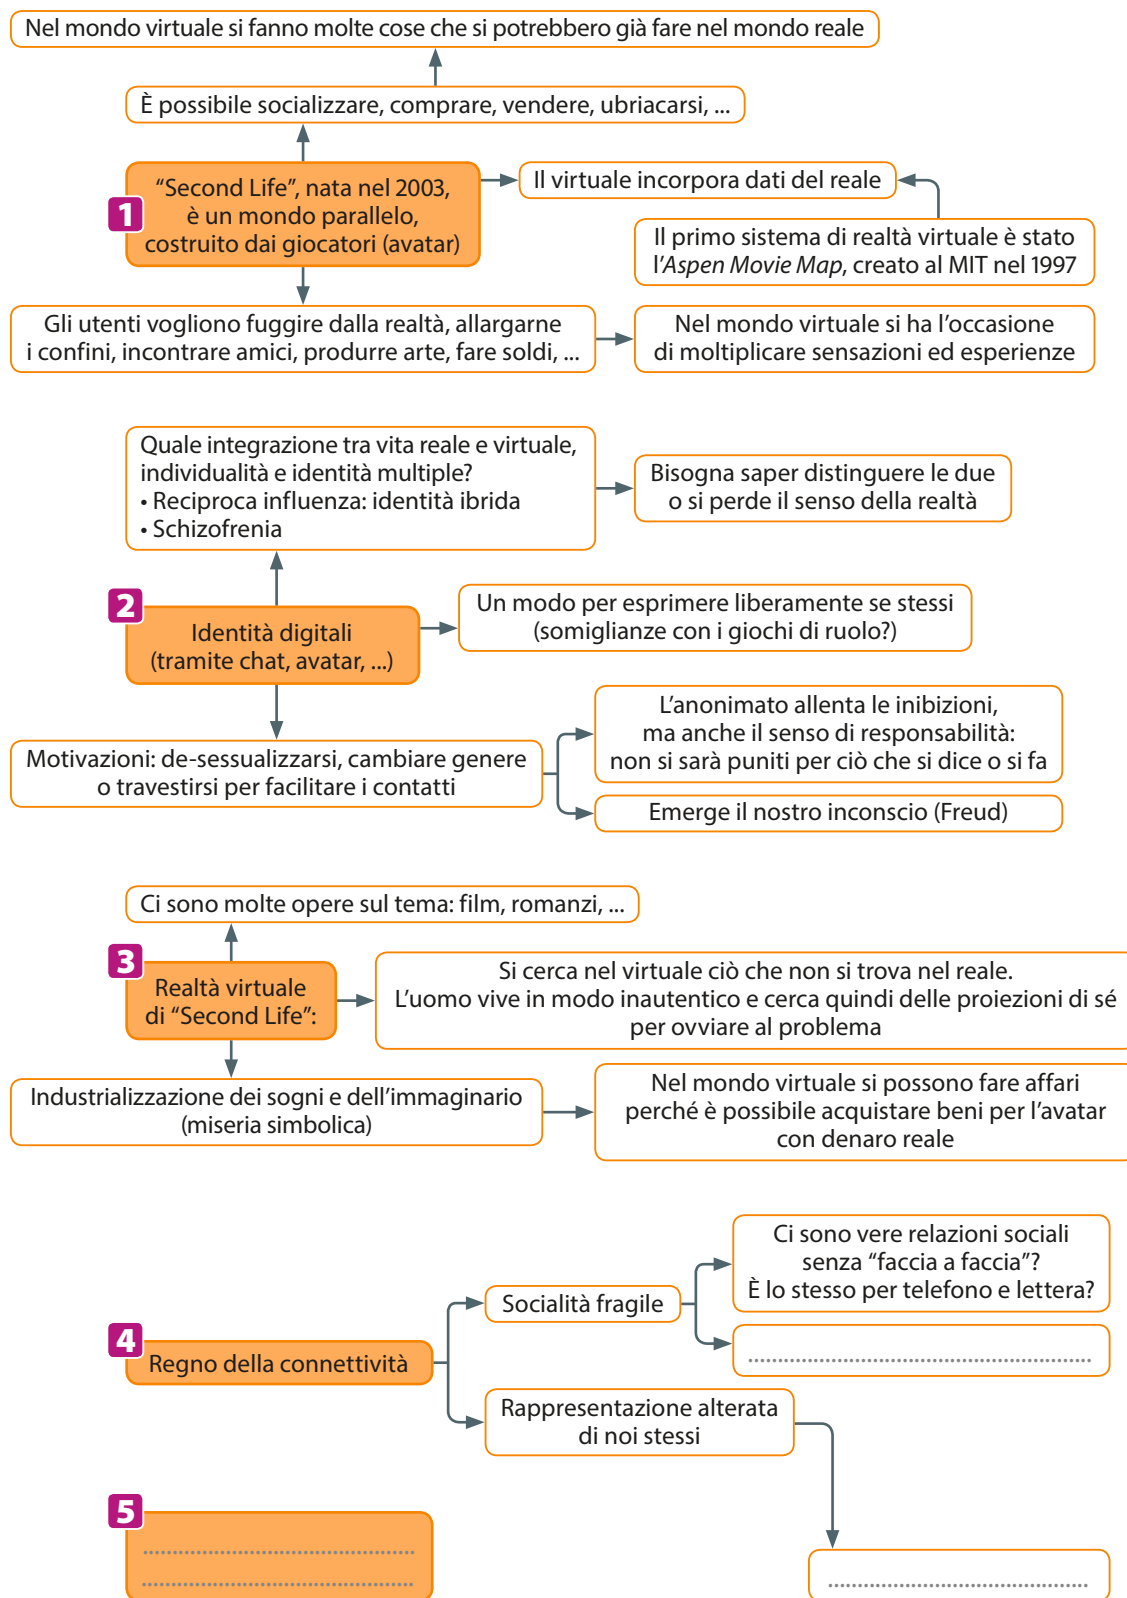 Nel mondo virtuale si fanno molte cose che si potrebbero già fare nel mondo reale
È possibile socializzare, comprare, vendere, ubriacarsi, ...
1
“Second Life”, nata nel 2003,
è un mondo parallelo,
costruito dai giocatori (avatar)
Il virtuale incorpora dati del reale
Il primo sistema di realtà virtuale è stato
l’Aspen Movie Map, creato al MIT nel 1997
Gli utenti vogliono fuggire dalla realtà, allargarne
i confini, incontrare amici, produrre arte, fare soldi, ...
Nel mondo virtuale si ha l’occasione
di moltiplicare sensazioni ed esperienze
Quale integrazione tra vita reale e virtuale,
individualità e identità multiple?
• Reciproca influenza: identità ibrida
• Schizofrenia
Bisogna saper distinguere le due
o si perde il senso della realtà
2
Identità digitali
(tramite chat, avatar, ...)
Un modo per esprimere liberamente se stessi
(somiglianze con i giochi di ruolo?)
Motivazioni: de-sessualizzarsi, cambiare genere
o travestirsi per facilitare i contatti
L’anonimato allenta le inibizioni,
ma anche il senso di responsabilità:
non si sarà puniti per ciò che si dice o si fa
Emerge il nostro inconscio (Freud)
Ci sono molte opere sul tema: film, romanzi, ...
3
Realtà virtuale
di “Second Life”:
Si cerca nel virtuale ciò che non si trova nel reale.
L’uomo vive in modo inautentico e cerca quindi delle proiezioni di sé
per ovviare al problema
Industrializzazione dei sogni e dell’immaginario
(miseria simbolica)
Nel mondo virtuale si possono fare affari
perché è possibile acquistare beni per l’avatar
con denaro reale
4
Regno della connettività
Socialità fragile
Ci sono vere relazioni sociali
senza “faccia a faccia”?
È lo stesso per telefono e lettera?
Rappresentazione alterata
di noi stessi
5